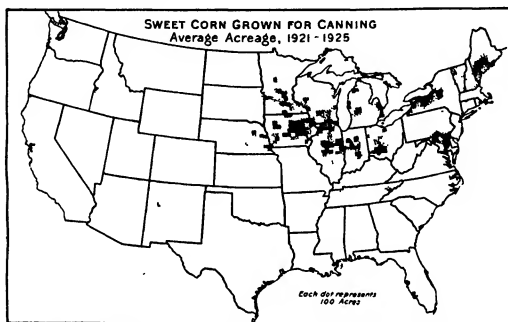 SWEET CORN GROWN FOR CANNING
Average Acreage, 1921-1925
Each dot represents
100 Acres